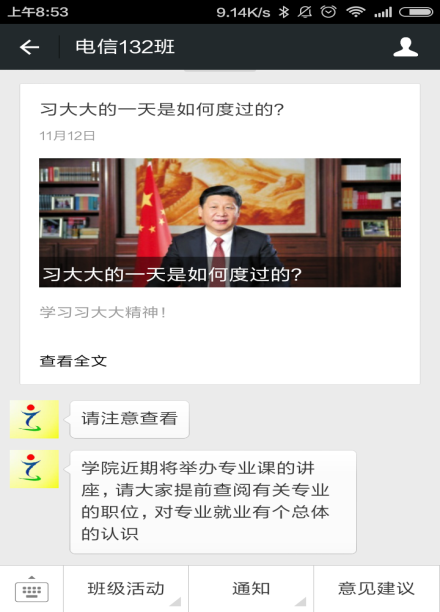 上午8:53
9.14K/s
电信132班
习大大的一天是如何度过的?
11月12日
习大大的一天是如何度过的?
学习习大大精神!
查看全文
请注意查看
学院近期将举办专业课的讲
座,请大家提前查阅有关专业
的职位,对专业就业有个总体
的认识
班级活动
通知
意见建议